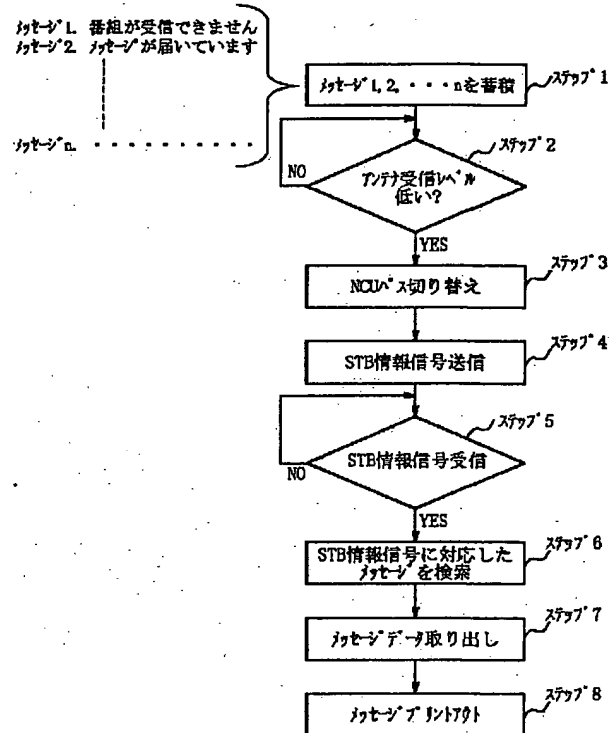 メッセージ1. 番組が受信できません
メッセージ2. メッセージが届いています
メッセージn. ・・・・・・・・・・
メッセージ1,2,・・・nを蓄積
ステップ1
ステップ2
アンテナ受信レベル
低い?
NO
YES
NCUパス切り替え
ステップ3
STB情報信号送信
ステップ4
ステップ5
STB情報信号受信
NO
YES
STB情報信号に対応した
メッセージを検索
ステップ6
メッセージデータ取り出し
ステップ7
メッセージプリントアウト
ステップ8